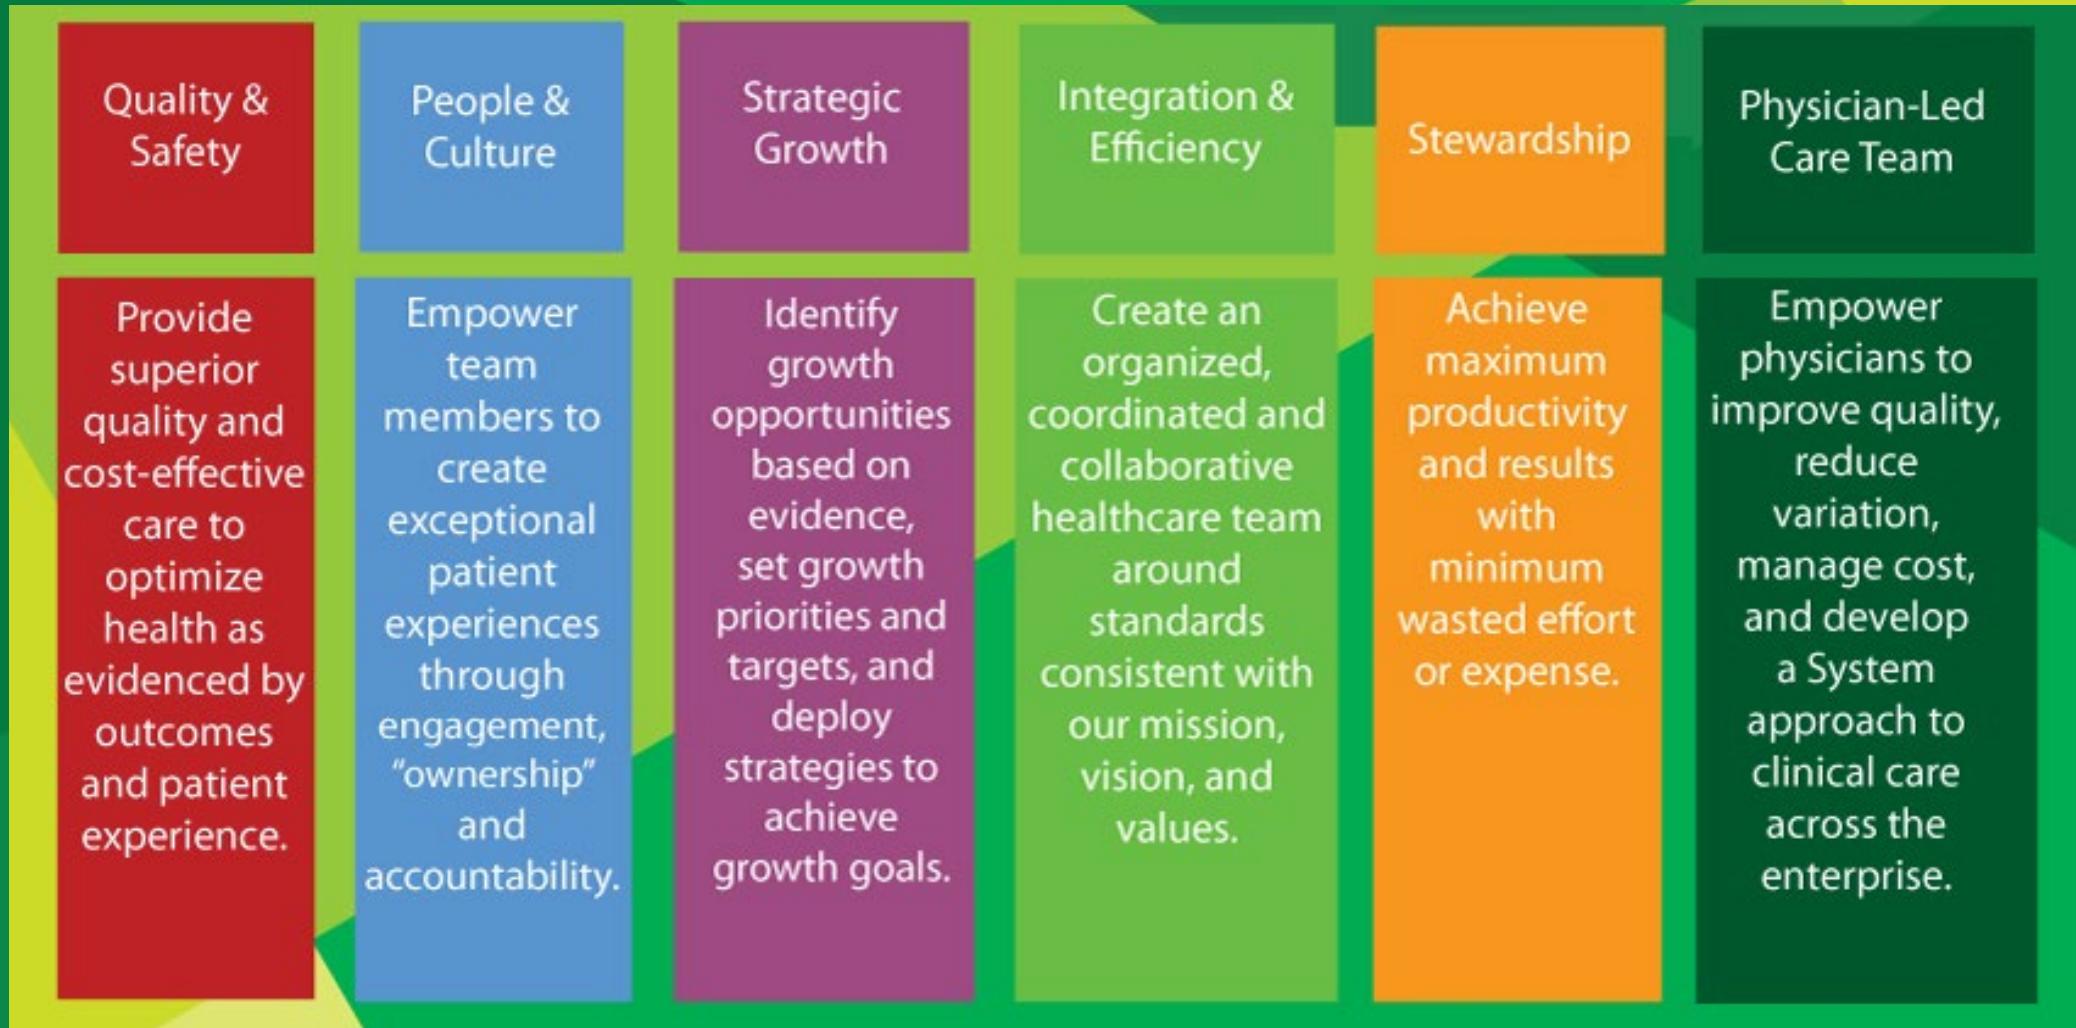 Quality &
Safety
People &
Culture
Strategic
Growth
Integration &
Efficiency
Stewardship
Physician-Led
Care Team
Provide
superior
quality and
cost-effective
care to
optimize
health as
evidenced by
outcomes
and patient
experience.
Empower
team
members to
create
exceptional
patient
experiences
through
engagement,
“ownership”
and
accountability.
Identify
growth
opportunities
based on
evidence,
set growth
priorities and
targets, and
deploy
strategies to
achieve
growth goals.
Create an
organized,
coordinated and
collaborative
healthcare team
around
standards
consistent with
our mission,
vision, and
values.
Achieve
maximum
productivity
and results
with
minimum
wasted effort
or expense.
Empower
physicians to
improve quality,
reduce
variation,
manage cost,
and develop
a System
approach to
clinical care
across the
enterprise.